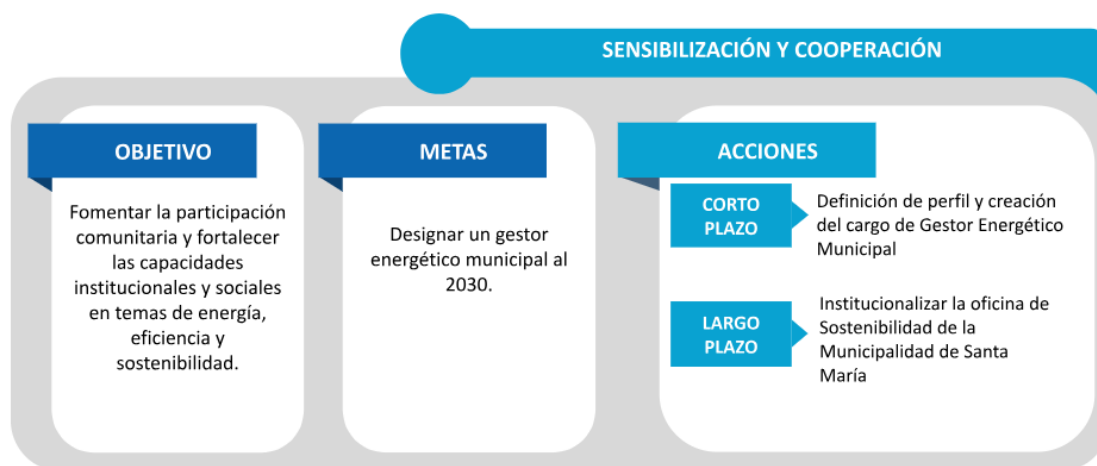 SENSIBILIZACIÓN Y COOPERACIÓN
OBJETIVO
Fomentar la participación
comunitaria y fortalecer
las capacidades
institucionales y sociales
en temas de energía,
eficiencia y
sostenibilidad.
METAS
Designar un gestor
energético municipal al
2030.
ACCIONES
CORTO
PLAZO
Definición de perfil y creación
del cargo de Gestor Energético
Municipal
LARGO
PLAZO
Institucionalizar la oficina de
Sostenibilidad de la
Municipalidad de Santa
María